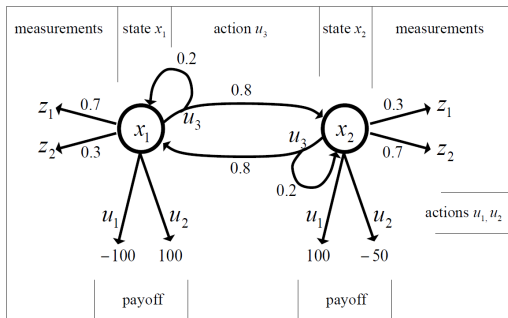 measurements state x₁ action u₃ state x₂ measurements
0.2
z₁ 0.7 0.8 0.3 z₁
x₁ u₃ u₃ x₂
z₂ 0.3 0.8 0.7 z₂
0.2
u₁ u₂ u₁ u₂ actions u₁, u₂
−100 100 100 −50
payoff payoff